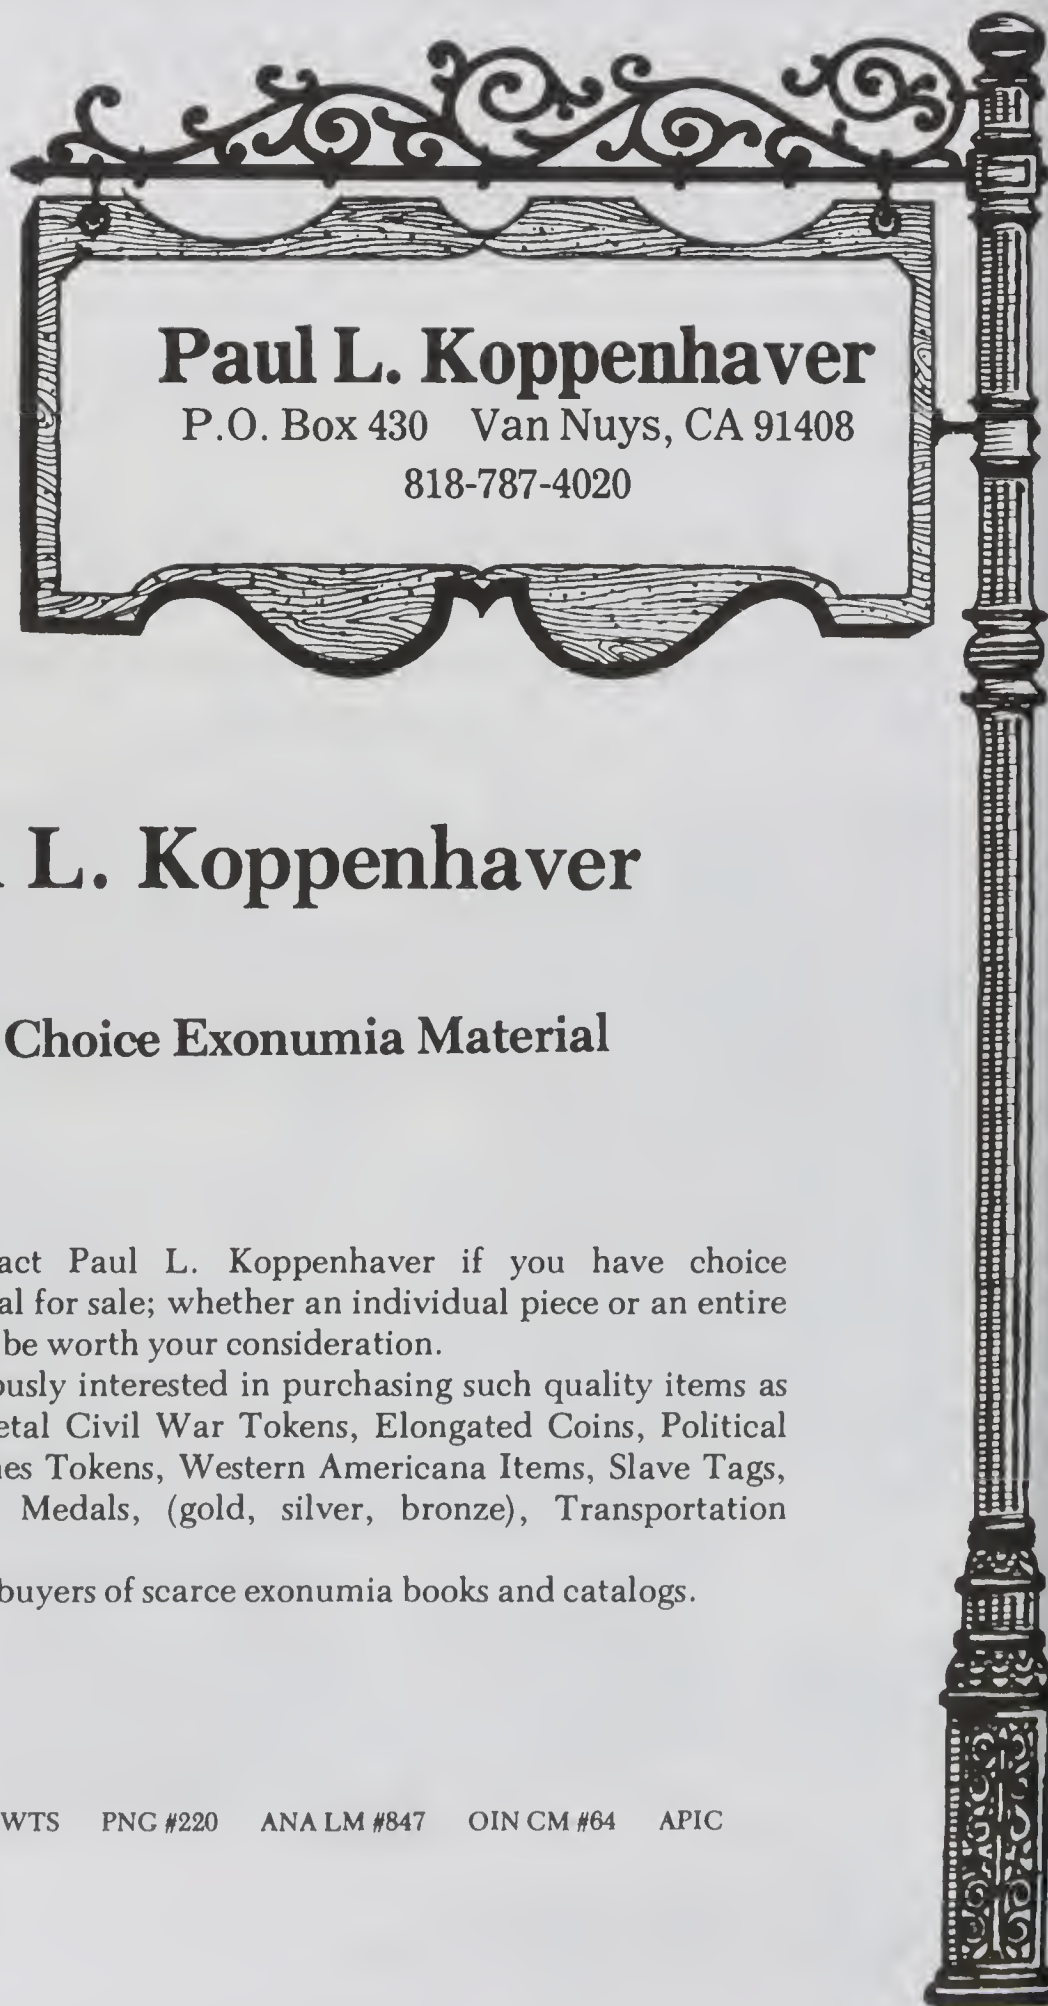 Paul L. Koppenhaver
P.O. Box 430 Van Nuys, CA 91408
818-787-4020
L. Koppenhaver
Choice Exonumia Material
act Paul L. Koppenhaver if you have choice
al for sale; whether an individual piece or an entire
be worth your consideration.
ously interested in purchasing such quality items as
etal Civil War Tokens, Elongated Coins, Political
nes Tokens, Western Americana Items, Slave Tags,
Medals, (gold, silver, bronze), Transportation
buyers of scarce exonumia books and catalogs.
WTS PNG #220 ANA LM #847 OIN CM #64 APIC